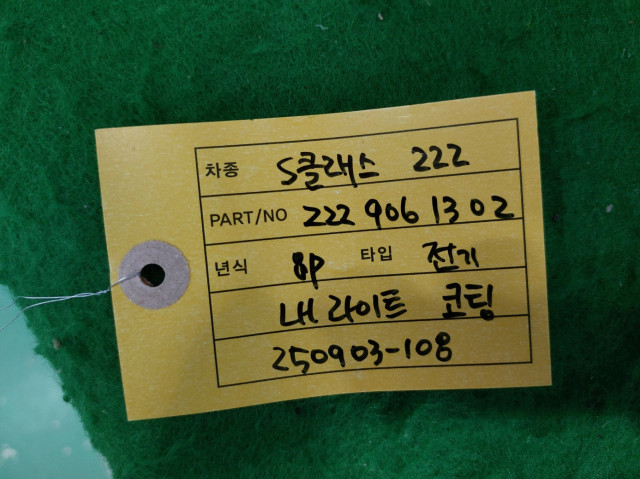 차종 S클래스 222
PART/NO 222 906 13 02
년식 8P 타입 전기
내 라이트 코팅
250903-108